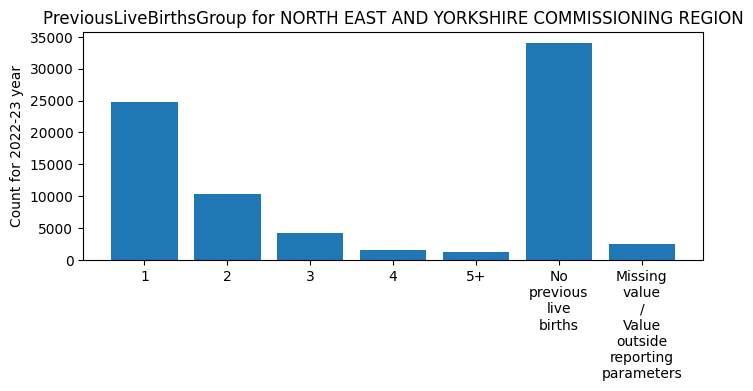 PreviousLiveBirthsGroup for NORTH EAST AND YORKSHIRE COMMISSIONING REGION
Count for 2022-23 year
35000
30000
25000
20000
15000
10000
5000
0
1
2
3
4
5+
No
previous
live
births
Missing
value
/
Value
outside
reporting
parameters